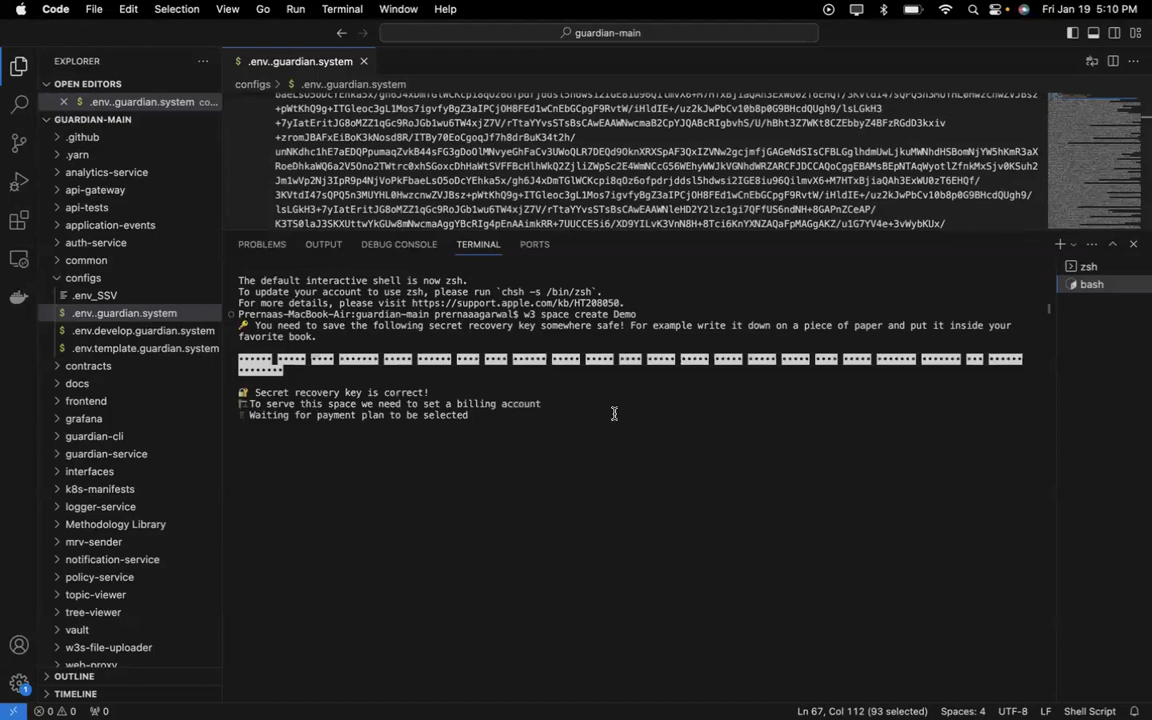 Code File Edit Selection View Go Run Terminal Window Help Fri Jan 19 5:10 PM
guardian-main
EXPLORER
OPEN EDITORS
.env..guardian.system co...
GUARDIAN-MAIN
.github
.yarn
analytics-service
api-gateway
api-tests
application-events
auth-service
common
configs
.env_SSV
.env..guardian.system
.env.develop.guardian.system
.env.template.guardian.system
contracts
docs
frontend
grafana
guardian-cli
guardian-service
interfaces
k8s-manifests
logger-service
Methodology Library
mrv-sender
notification-service
policy-service
topic-viewer
tree-viewer
vault
w3s-file-uploader
web-proxy
OUTLINE
TIMELINE
.env..guardian.system
configs > .env..guardian.system
PROBLEMS OUTPUT DEBUG CONSOLE TERMINAL PORTS
zsh
bash
The default interactive shell is now zsh.
To update your account to use zsh, please run `chsh -s /bin/zsh`.
For more details, please visit https://support.apple.com/kb/HT208050.
Prernaas-MacBook-Air:guardian-main prernaaagarwal$ w3 space create Demo
You need to save the following secret recovery key somewhere safe! For example write it down on a piece of paper and put it inside your
favorite book.
Secret recovery key is correct!
To serve this space we need to set a billing account
Waiting for payment plan to be selected
0 0 0 Ln 67, Col 112 (93 selected) Spaces: 4 UTF-8 LF Shell Script